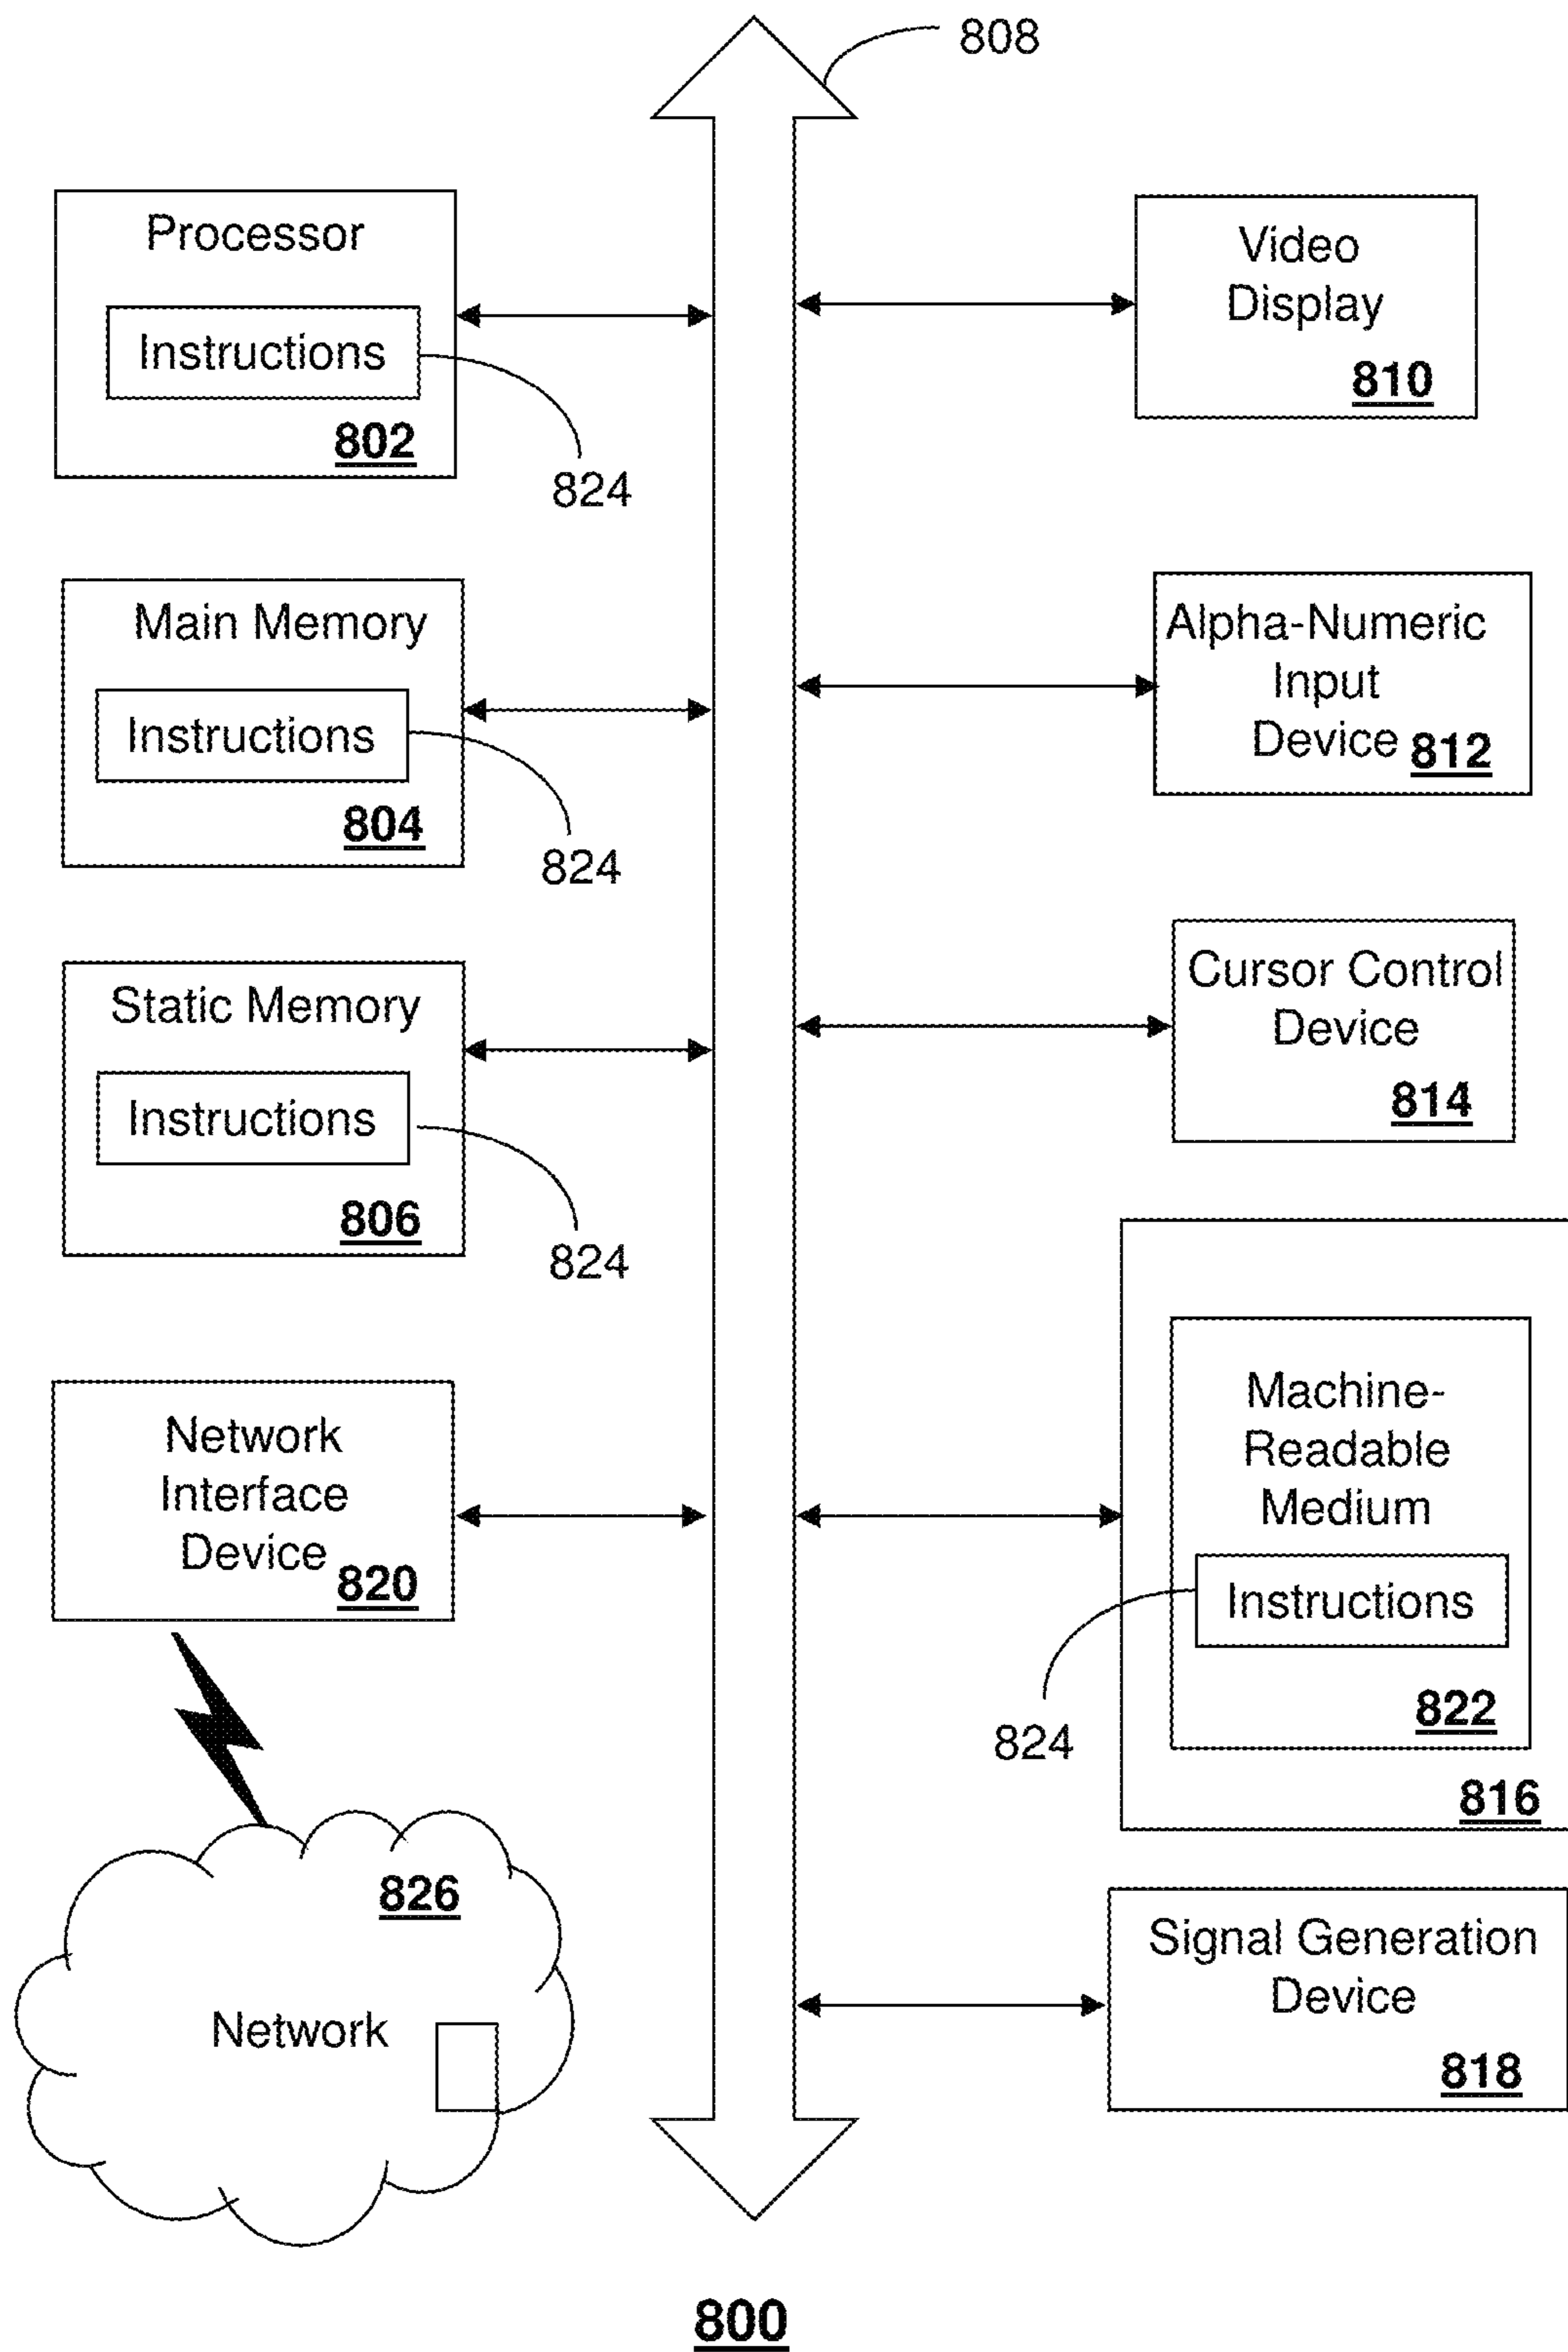 808
Processor
Instructions
802
824
Main Memory
Instructions
804
824
Static Memory
Instructions
806
824
Network
Interface
Device
820
826
Network
Video
Display
810
Alpha-Numeric
Input
Device
812
Cursor Control
Device
814
Machine-
Readable
Medium
Instructions
824
822
816
Signal Generation
Device
818
800